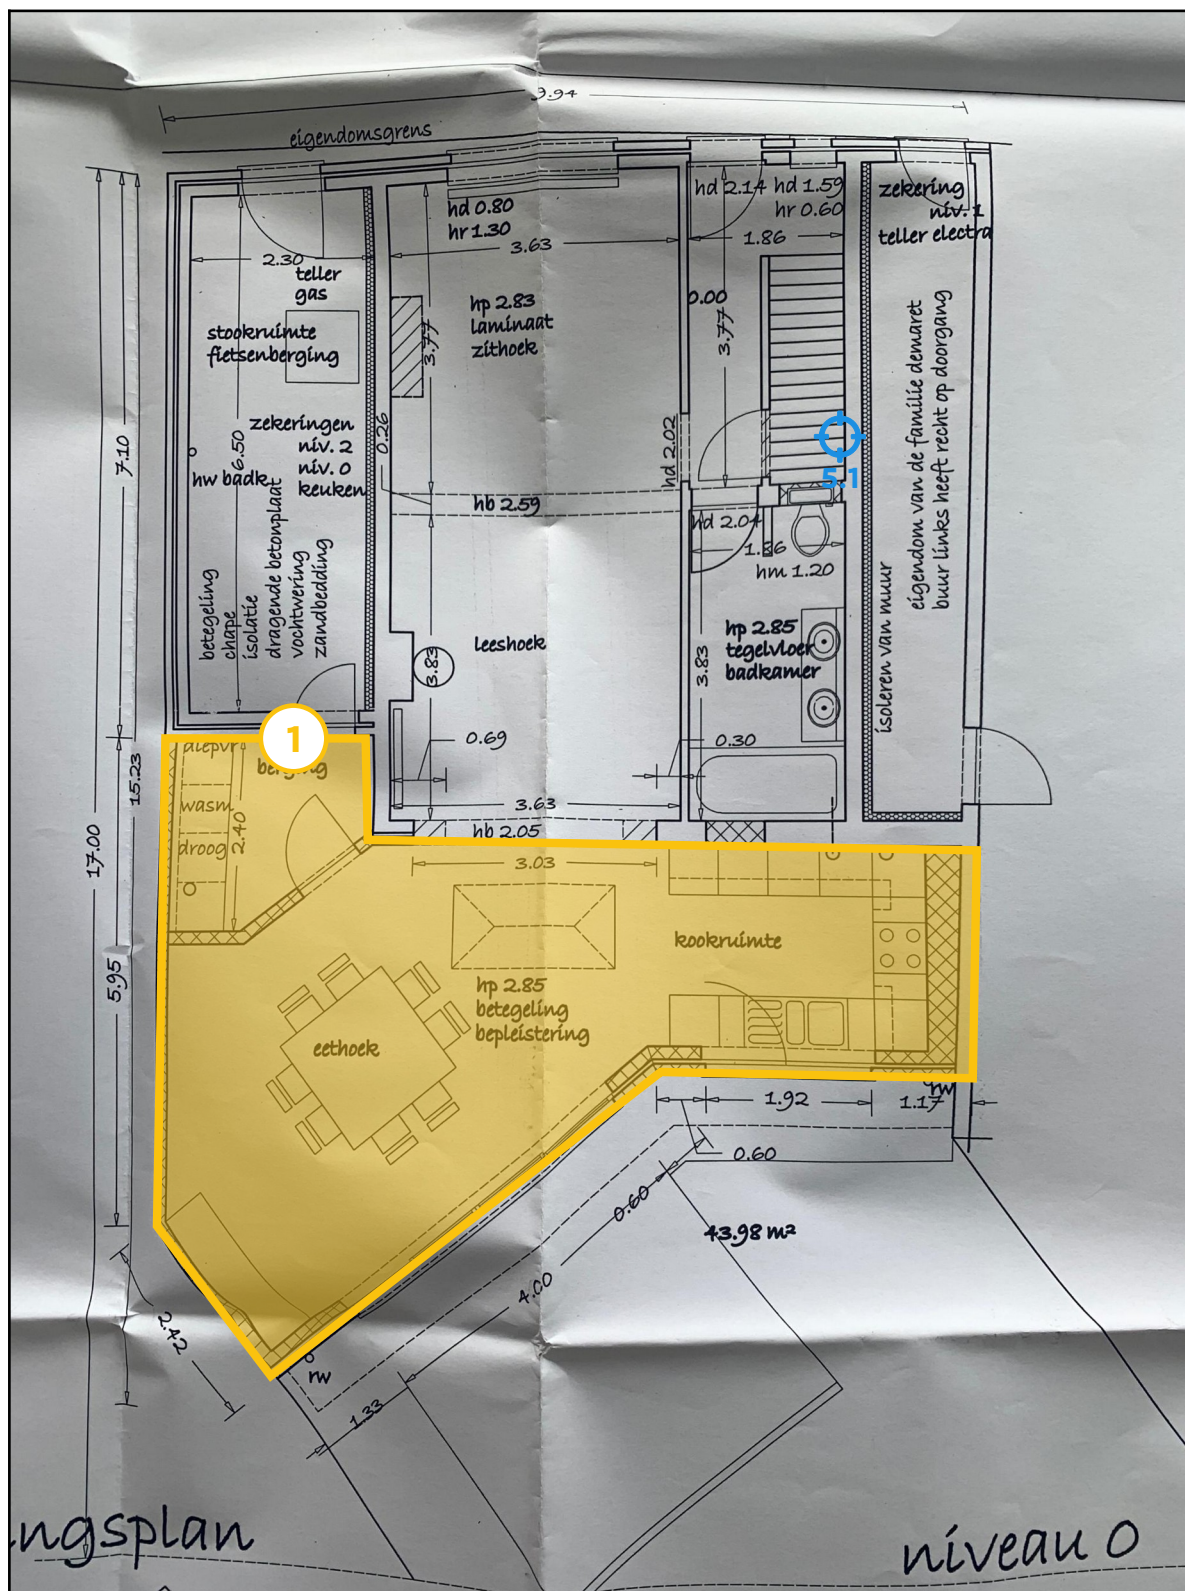 9.94
eigendomsgrens
hd 0.80
hr 1.30
3.63
hd 2.14
hd 1.59
hr 0.60
1.86
zekering
niv. 1
teller electra
2.30
teller
gas
stookruimte
fietsenberging
hp 2.83
laminaat
zithoek
3.77
0.00
3.77
zekeringen
niv. 2
niv. 0
keuken
6.50
hw badk
0.26
hd 2.02
hb 2.59
5.1
hd 2.04
1.86
hm 1.20
eigendom van de familie demaret
buur links heeft recht op doorgang
isoleren van muur
betegeling
chape
isolatie
dragende betonplaat
vochtwering
zandbedding
leeshoek
3.83
hp 2.85
tegelvloer
badkamer
3.83
7.10
15.23
17.00
5.95
1
diepvr
berging
wasm
droog
2.40
0.69
0.30
3.63
hb 2.05
3.03
kookruimte
hp 2.85
betegeling
bepleistering
eethoek
rw
1.92
1.17
0.60
0.60
43.98 m²
4.00
2.42
rw
1.33
ngsplan
niveau 0